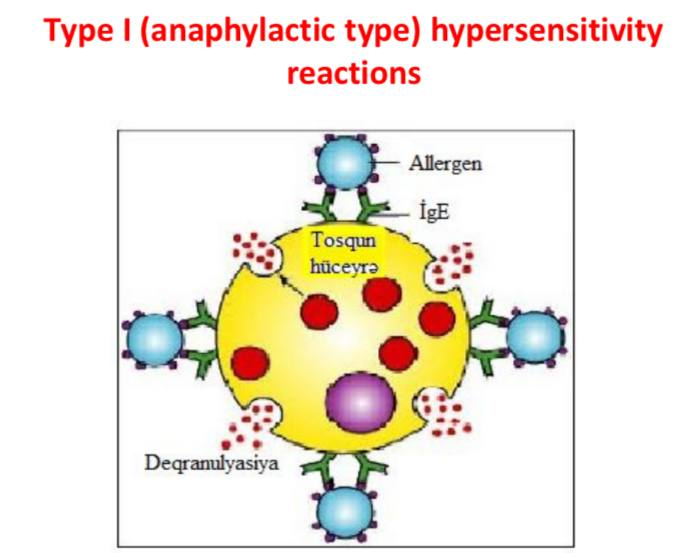 Type I (anaphylactic type) hypersensitivity
reactions
Allergen
İgE
Tosqun
hüceyrə
Deqranulyasiya